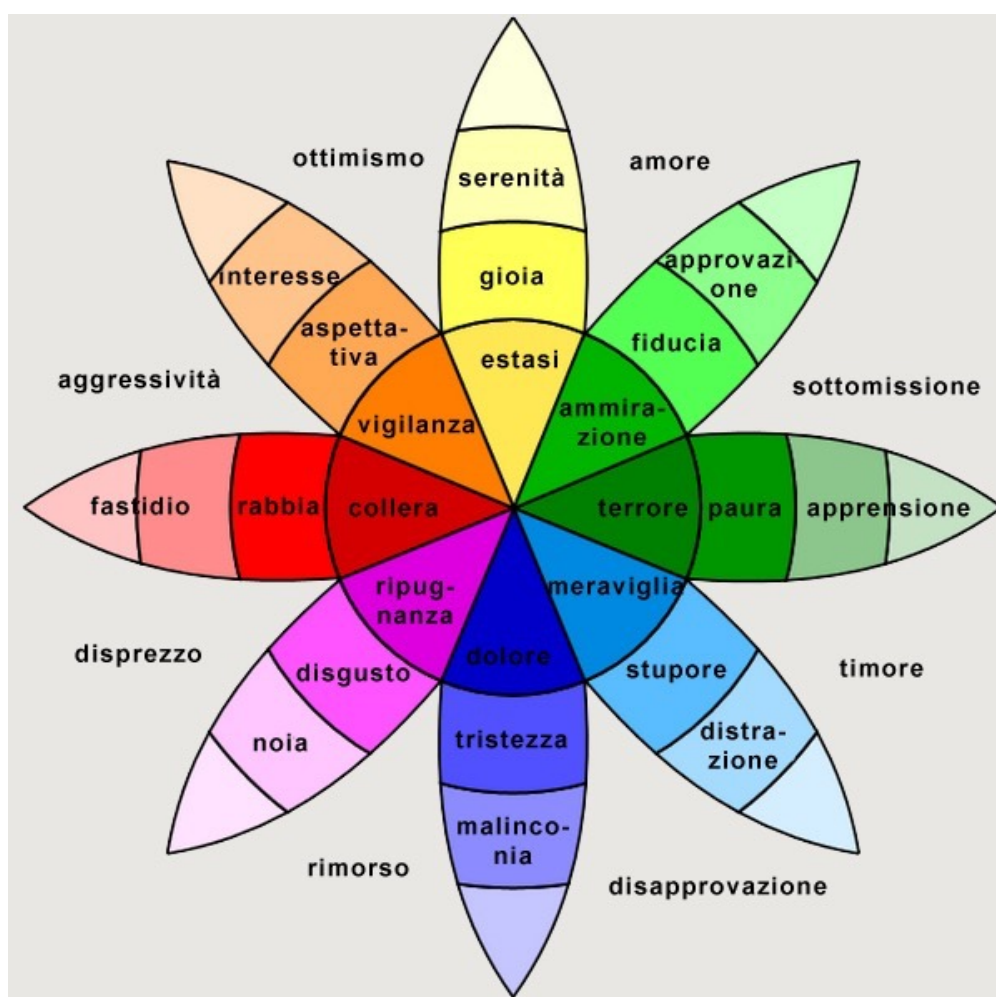 ottimismo
amore
serenità
interesse
approvazi-
one
gioia
aspetta-
tiva
fiducia
estasi
aggressività
sottomissione
vigilanza
ammira-
zione
fastidio
rabbia
collera
terrore
paura
apprensione
ripug-
nanza
meraviglia
disprezzo
disgusto
dolore
stupore
timore
noia
tristezza
distra-
zione
malinco-
nia
rimorso
disapprovazione